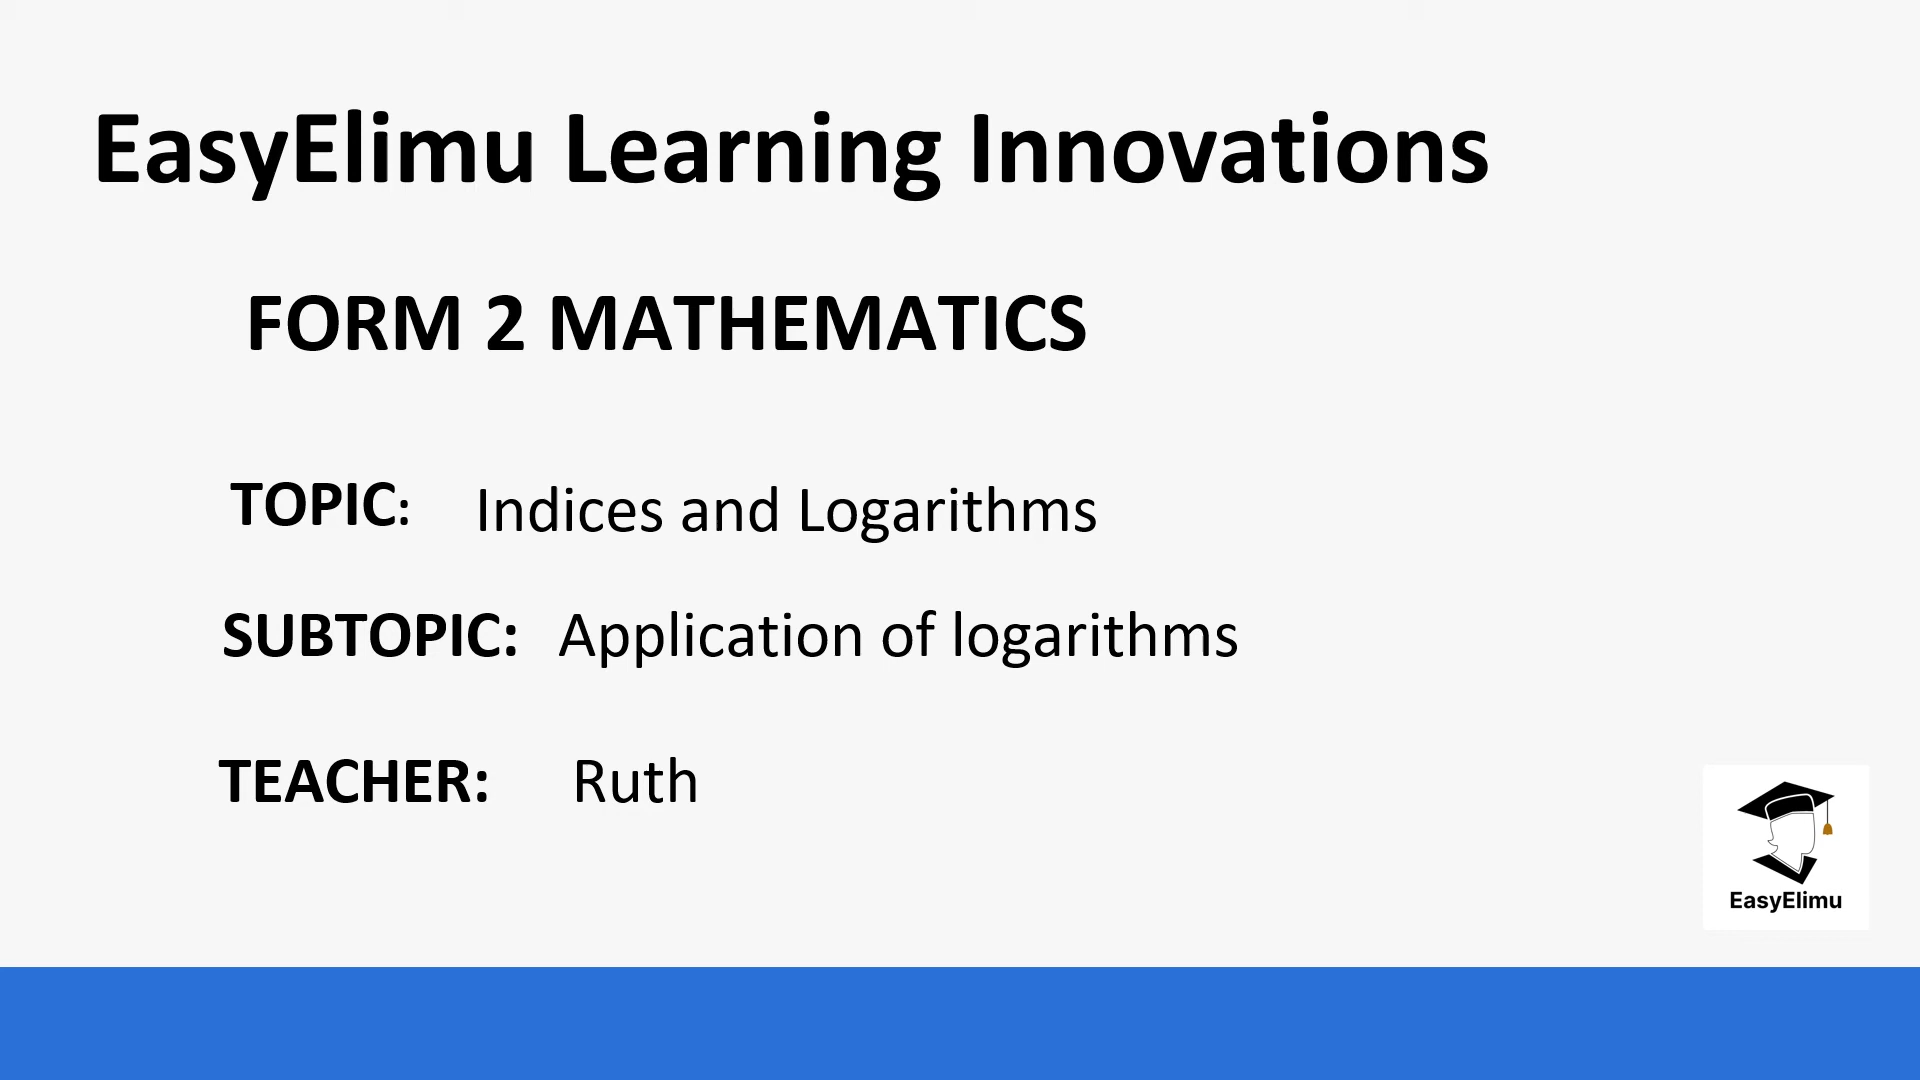 EasyElimu Learning Innovations
FORM 2 MATHEMATICS
TOPIC: Indices and Logarithms
SUBTOPIC: Application of logarithms
TEACHER: Ruth
EasyElimu